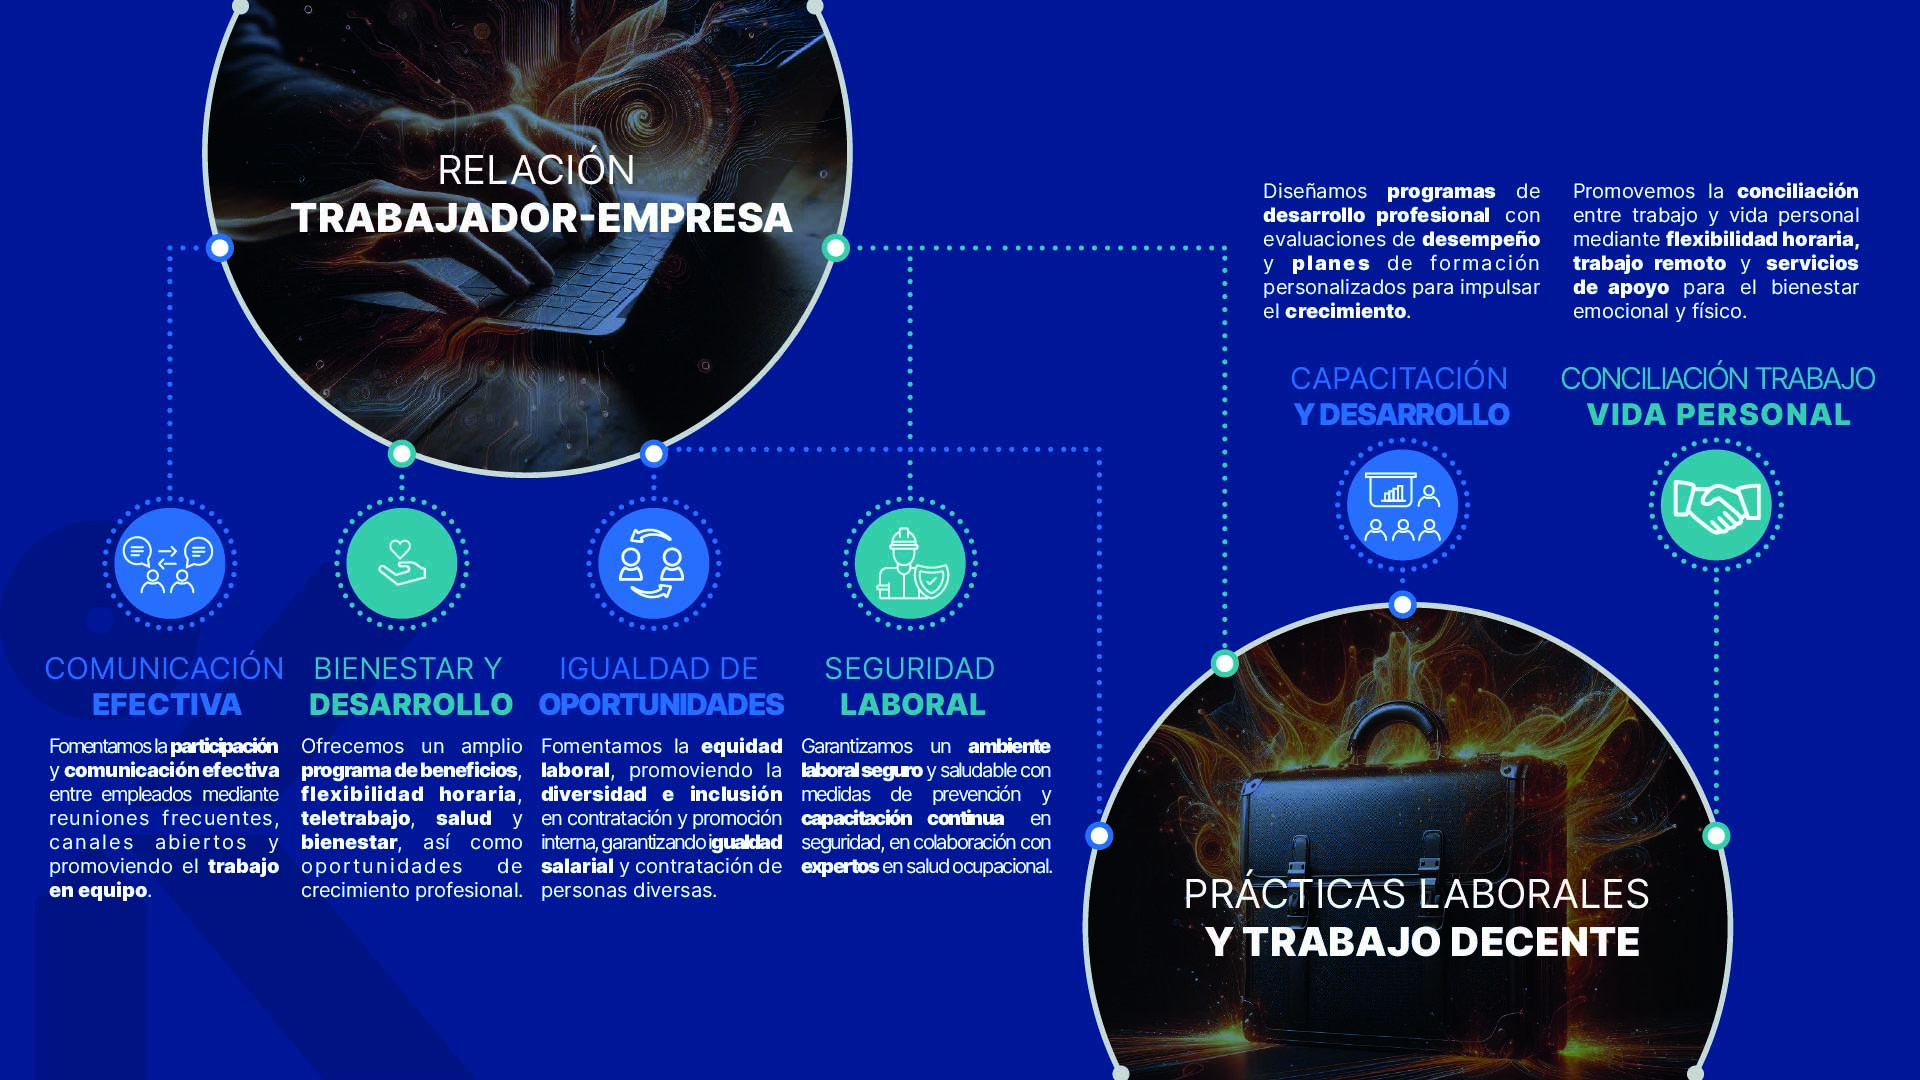 RELACIÓN
TRABAJADOR-EMPRESA
COMUNICACIÓN
EFECTIVA
Fomentamos la participación
y comunicación efectiva
entre empleados mediante
reuniones frecuentes,
canales abiertos y
promoviendo el trabajo
en equipo.
BIENESTAR Y
DESARROLLO
Ofrecemos un amplio
programa de beneficios,
flexibilidad horaria,
teletrabajo, salud y
bienestar, así como
oportunidades de
crecimiento profesional.
IGUALDAD DE
OPORTUNIDADES
Fomentamos la equidad
laboral, promoviendo la
diversidad e inclusión
en contratación y promoción
interna, garantizando igualdad
salarial y contratación de
personas diversas.
SEGURIDAD
LABORAL
Garantizamos un ambiente
laboral seguro y saludable con
medidas de prevención y
capacitación continua en
seguridad, en colaboración con
expertos en salud ocupacional.
Diseñamos programas de
desarrollo profesional con
evaluaciones de desempeño
y planes de formación
personalizados para impulsar
el crecimiento.
CAPACITACIÓN
Y DESARROLLO
Promovemos la conciliación
entre trabajo y vida personal
mediante flexibilidad horaria,
trabajo remoto y servicios
de apoyo para el bienestar
emocional y físico.
CONCILIACIÓN TRABAJO
VIDA PERSONAL
PRÁCTICAS LABORALES
Y TRABAJO DECENTE